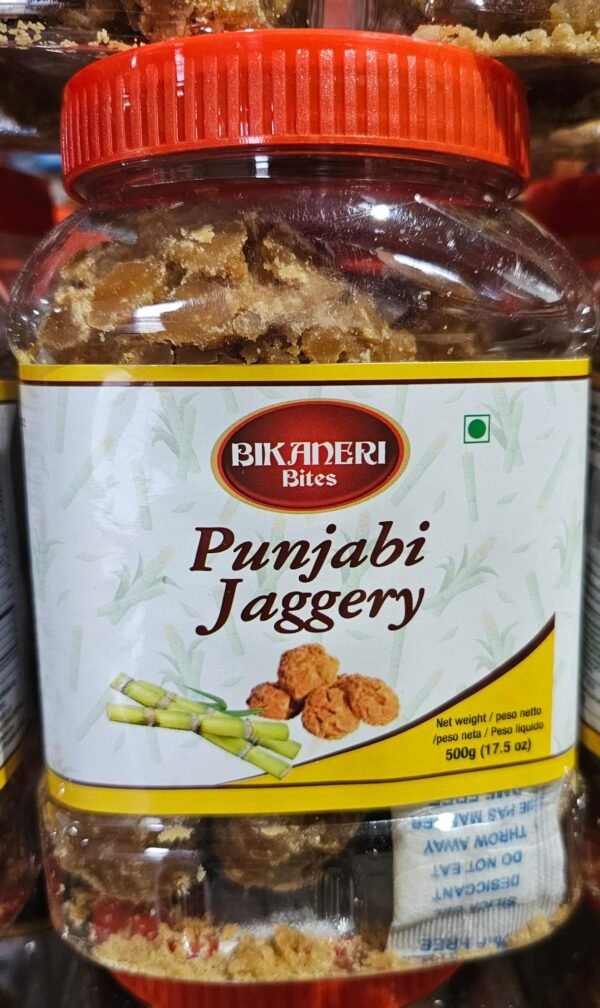 BIKANERI
Bites
Punjabi
Jaggery
Net weight / peso netto
/peso neta / Peso liquido
500g (17.5 oz)
THROW AWAY
DO NOT EAT
DESICCANT